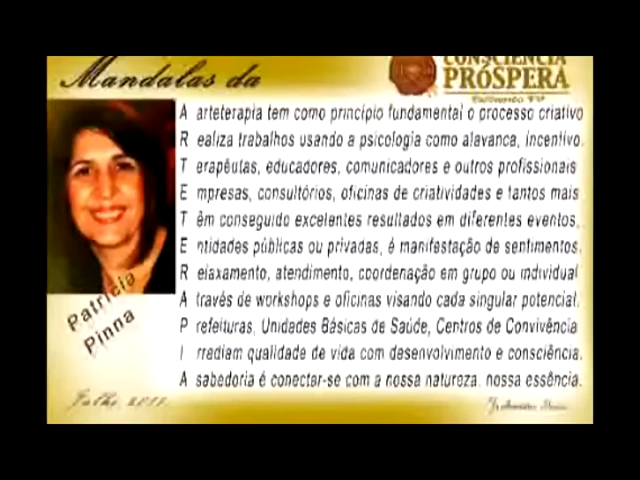 Mandalas da
CONSCIÊNCIA
PRÓSPERA
A arteterapia tem como princípio fundamental o processo criativo
R ealiza trabalhos usando a psicologia como alavanca, incentivo.
T erapêutas, educadores, comunicadores e outros profissionais
E mpresas, consultórios, oficinas de criatividades e tantos mais
T êm conseguido excelentes resultados em diferentes eventos,
E ntidades públicas ou privadas, é manifestação de sentimentos.
R elaxamento, atendimento, coordenação em grupo ou individual
A través de workshops e oficinas visando cada singular potencial.
P refeituras, Unidades Básicas de Saúde, Centros de Convivência
I rradiam qualidade de vida com desenvolvimento e consciência.
A sabedoria é conectar-se com a nossa natureza, nossa essência.
Patricia
Pinna
Julho, 2011.